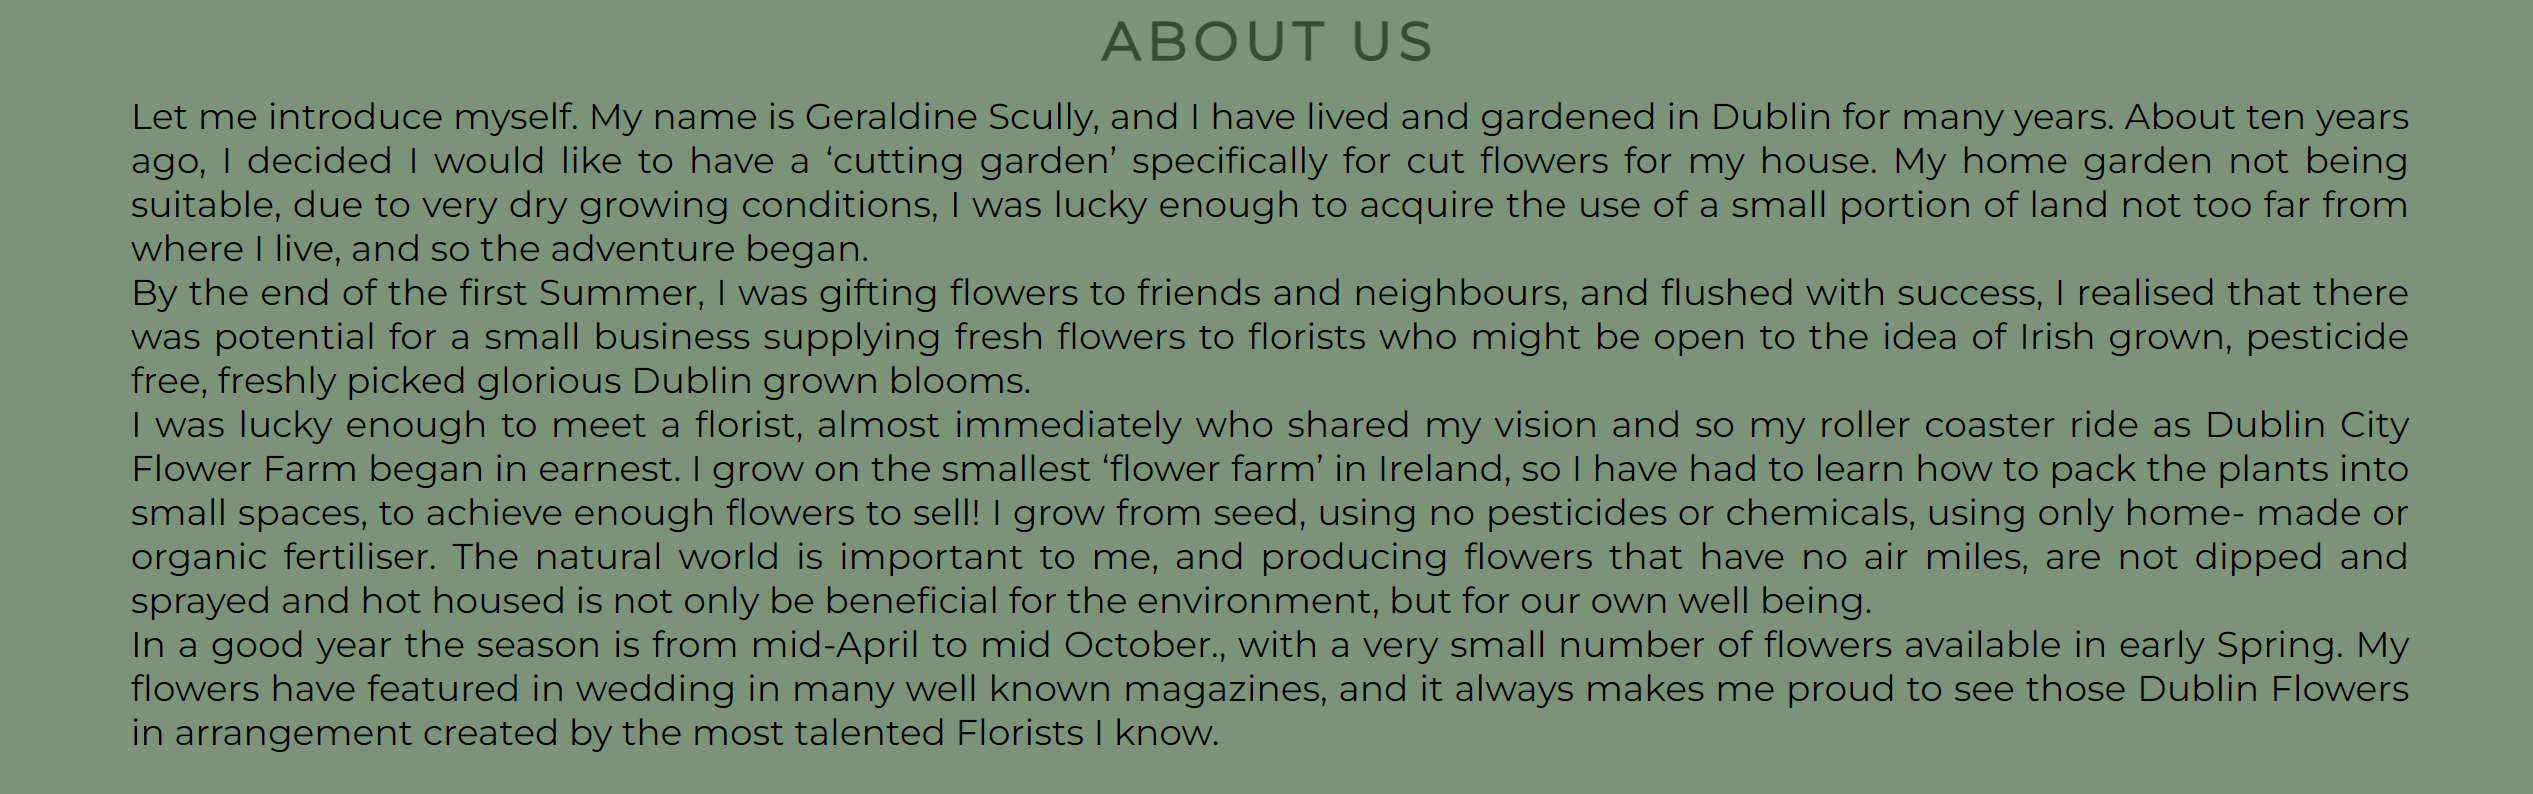 ABOUT US
Let me introduce myself. My name is Geraldine Scully, and I have lived and gardened in Dublin for many years. About ten years
ago, I decided I would like to have a ‘cutting garden’ specifically for cut flowers for my house. My home garden not being
suitable, due to very dry growing conditions, I was lucky enough to acquire the use of a small portion of land not too far from
where I live, and so the adventure began.
By the end of the first Summer, I was gifting flowers to friends and neighbours, and flushed with success, I realised that there
was potential for a small business supplying fresh flowers to florists who might be open to the idea of Irish grown, pesticide
free, freshly picked glorious Dublin grown blooms.
I was lucky enough to meet a florist, almost immediately who shared my vision and so my roller coaster ride as Dublin City
Flower Farm began in earnest. I grow on the smallest ‘flower farm’ in Ireland, so I have had to learn how to pack the plants into
small spaces, to achieve enough flowers to sell! I grow from seed, using no pesticides or chemicals, using only home- made or
organic fertiliser. The natural world is important to me, and producing flowers that have no air miles, are not dipped and
sprayed and hot housed is not only be beneficial for the environment, but for our own well being.
In a good year the season is from mid-April to mid October., with a very small number of flowers available in early Spring. My
flowers have featured in wedding in many well known magazines, and it always makes me proud to see those Dublin Flowers
in arrangement created by the most talented Florists I know.